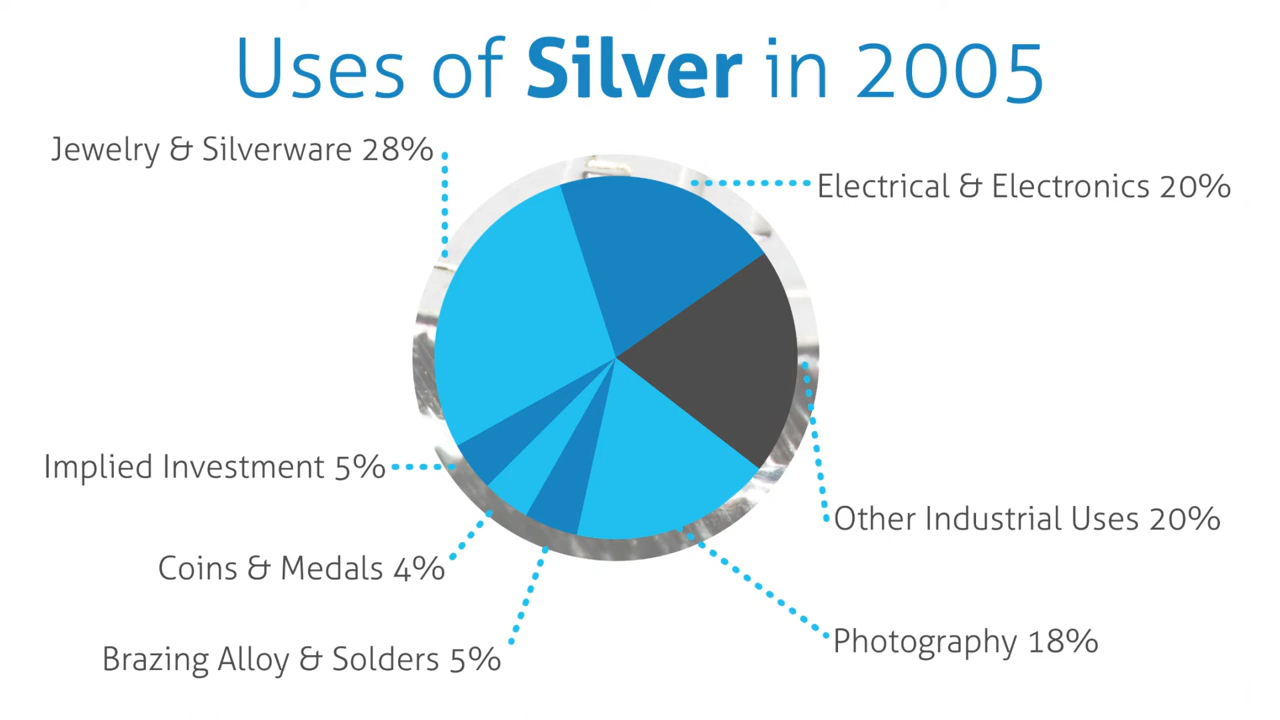 Uses of Silver in 2005
Jewelry & Silverware 28%
Electrical & Electronics 20%
Implied Investment 5%
Other Industrial Uses 20%
Coins & Medals 4%
Photography 18%
Brazing Alloy & Solders 5%